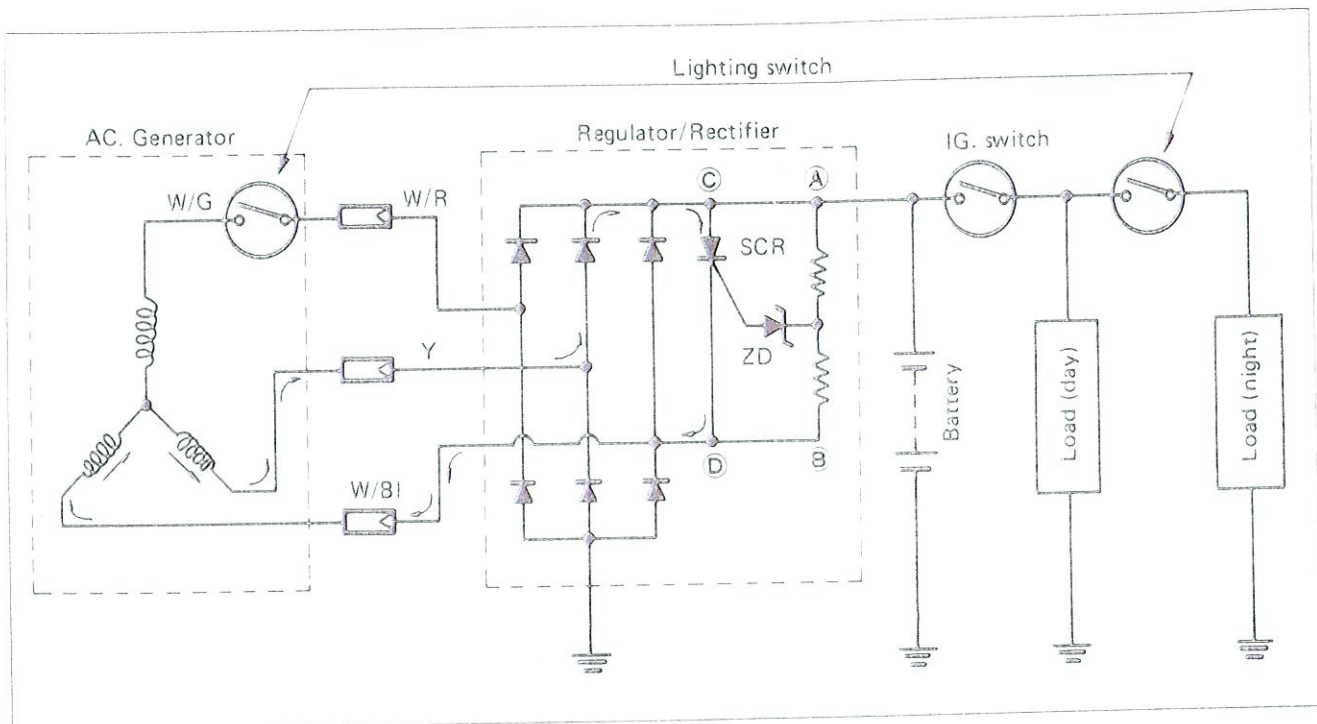 Lighting switch
AC. Generator
Regulator/Rectifier
IG. switch
W/G
W/R
C
A
SCR
ZD
Y
D
B
W/Bl
Battery
Load (day)
Load (night)